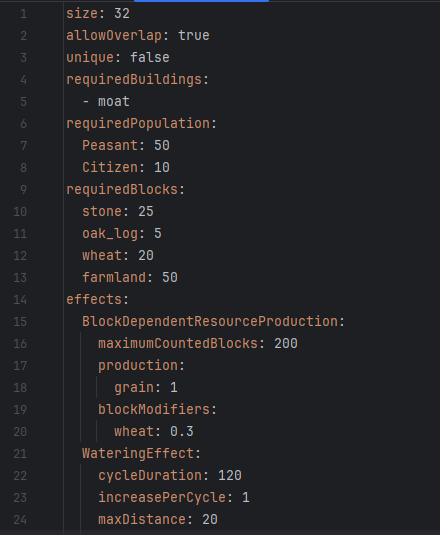 1 size: 32
2 allowOverlap: true
3 unique: false
4 requiredBuildings:
5   - moat
6 requiredPopulation:
7   Peasant: 50
8   Citizen: 10
9 requiredBlocks:
10   stone: 25
11   oak_log: 5
12   wheat: 20
13   farmland: 50
14 effects:
15   BlockDependentResourceProduction:
16     maximumCountedBlocks: 200
17     production:
18       grain: 1
19     blockModifiers:
20       wheat: 0.3
21   WateringEffect:
22     cycleDuration: 120
23     increasePerCycle: 1
24     maxDistance: 20